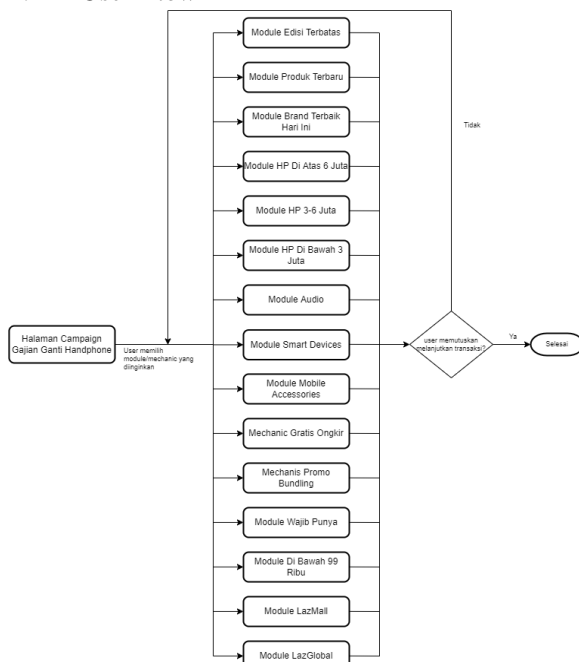 Module Edisi Terbatas
Module Produk Terbaru
Module Brand Terbaik
Hari Ini
Module HP Di Atas 6 Juta
Module HP 3-6 Juta
Module HP Di Bawah 3
Juta
Module Audio
Halaman Campaign
Gajian Ganti Handphone
User memilih
module/mechanic yang
diinginkan
Module Smart Devices
Module Mobile
Accessories
Mechanic Gratis Ongkir
Mechanis Promo
Bundling
Module Wajib Punya
Module Di Bawah 99
Ribu
Module LazMall
Module LazGlobal
Tidak
user memutuskan
melanjutkan transaksi?
Ya
Selesai